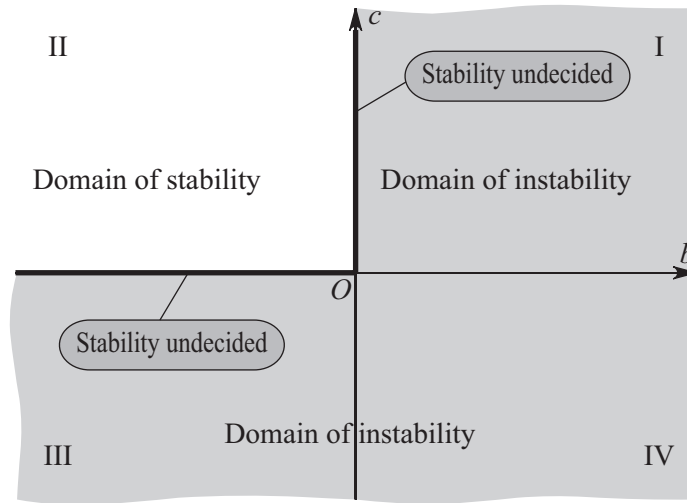 c
II
I
Stability undecided
Domain of stability
Domain of instability
b
O
Stability undecided
Domain of instability
III
IV